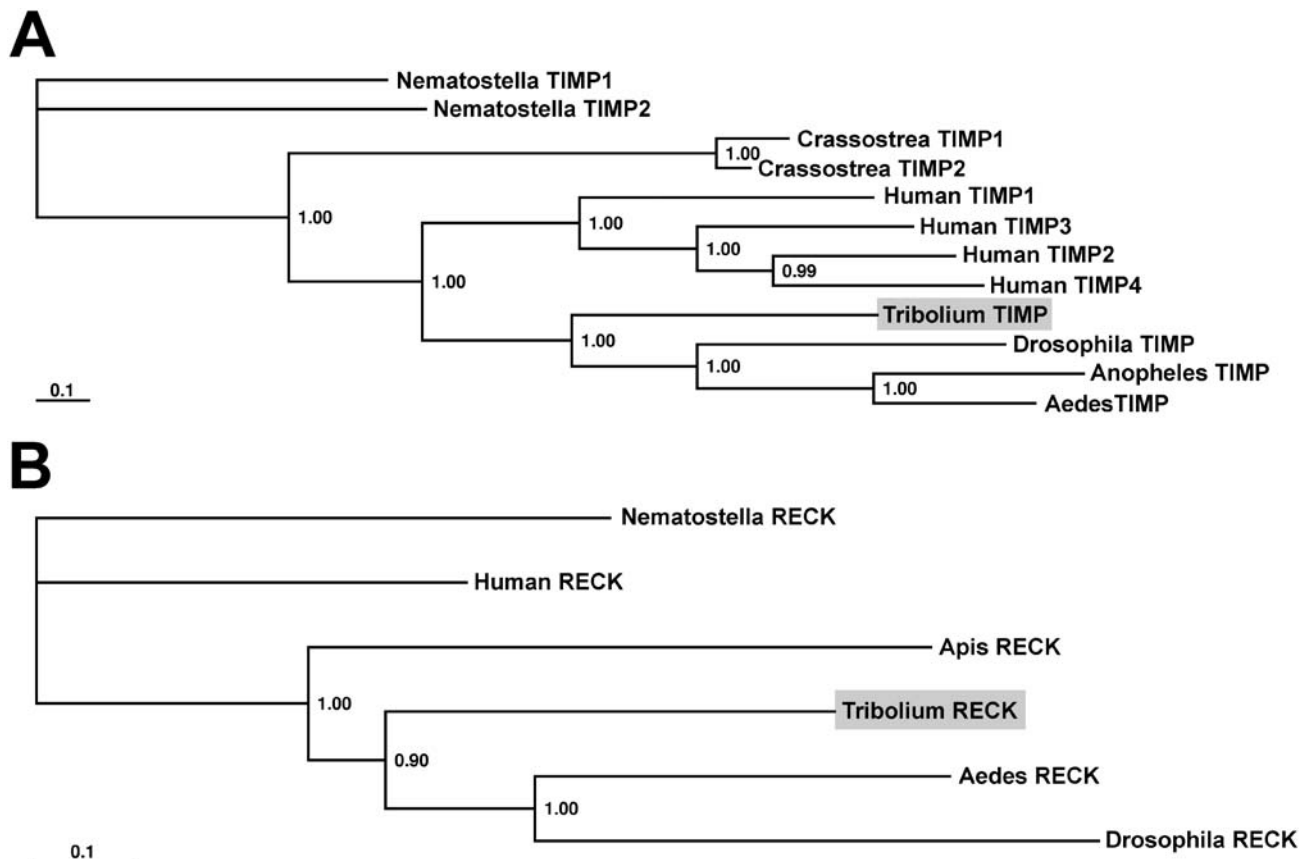 A
Nematostella TIMP1
Nematostella TIMP2
Crassostrea TIMP1
1.00
Crassostrea TIMP2
Human TIMP1
1.00
1.00
Human TIMP3
1.00
Human TIMP2
0.99
1.00
Human TIMP4
Tribolium TIMP
1.00
Drosophila TIMP
1.00
Anopheles TIMP
1.00
0.1
AedesTIMP
B
Nematostella RECK
Human RECK
Apis RECK
1.00
Tribolium RECK
0.90
Aedes RECK
1.00
Drosophila RECK
0.1